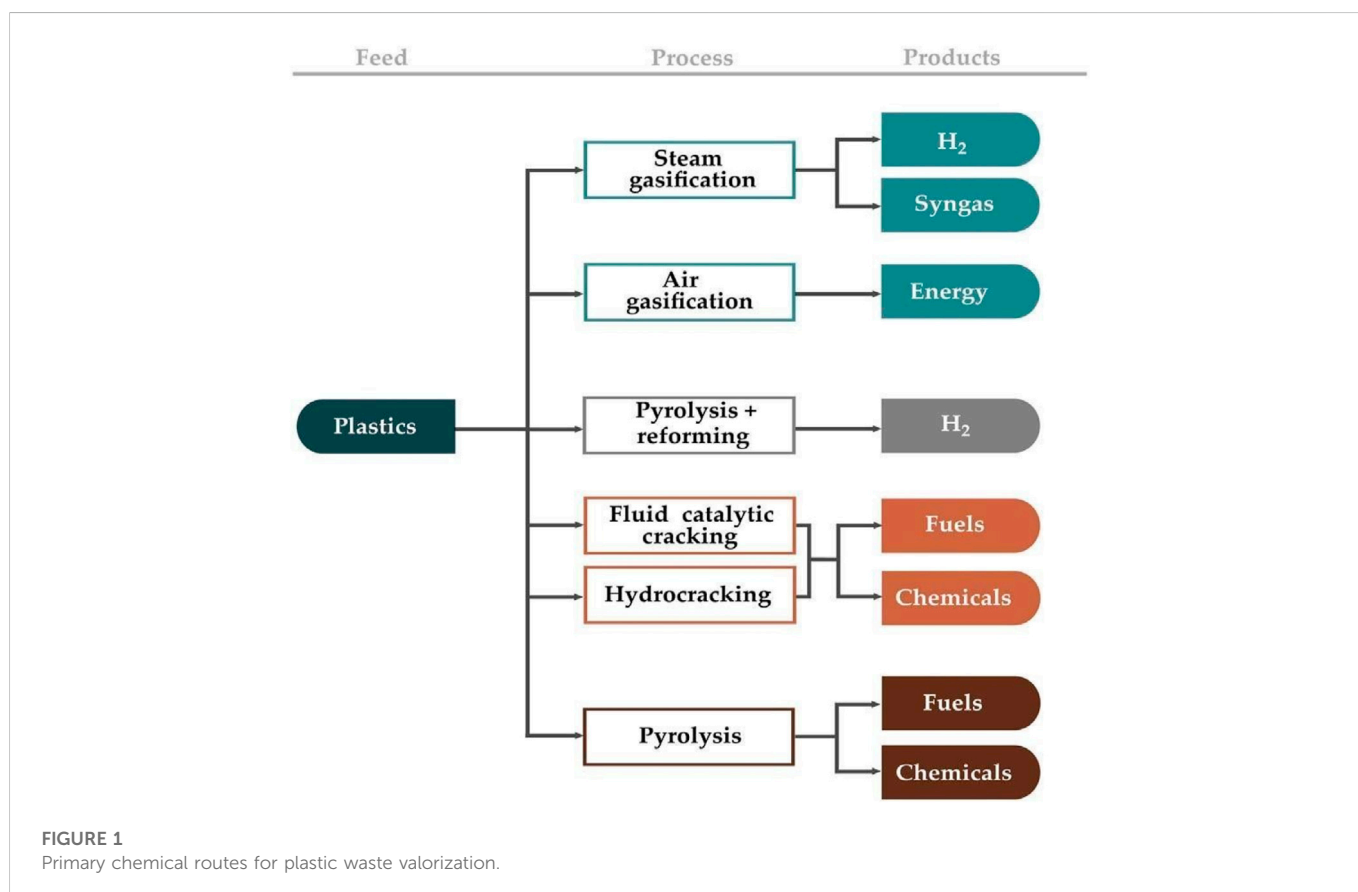 Feed Process Products
Steam
gasification
H₂
Syngas
Air
gasification
Energy
Plastics
Pyrolysis +
reforming
H₂
Fluid catalytic
cracking
Hydrocracking
Fuels
Chemicals
Pyrolysis
Fuels
Chemicals
FIGURE 1
Primary chemical routes for plastic waste valorization.